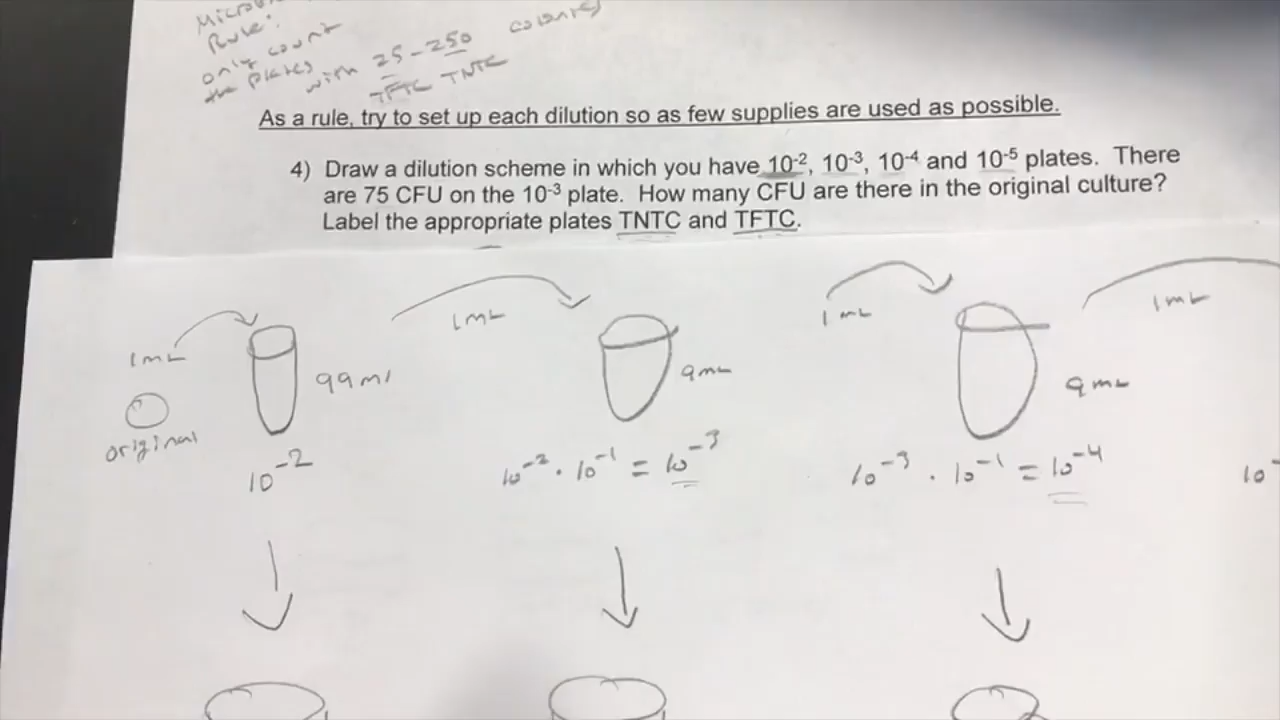 Rule:
only count
the plates
with 25-250 colonies
TFTC TNTC
As a rule, try to set up each dilution so as few supplies are used as possible.
4) Draw a dilution scheme in which you have 10⁻², 10⁻³, 10⁻⁴ and 10⁻⁵ plates. There
are 75 CFU on the 10⁻³ plate. How many CFU are there in the original culture?
Label the appropriate plates TNTC and TFTC.
1mL 1mL 1mL 1mL
99ml 9mL 9mL
original
10⁻² 10⁻² · 10⁻¹ = 10⁻³ 10⁻³ · 10⁻¹ = 10⁻⁴ 10